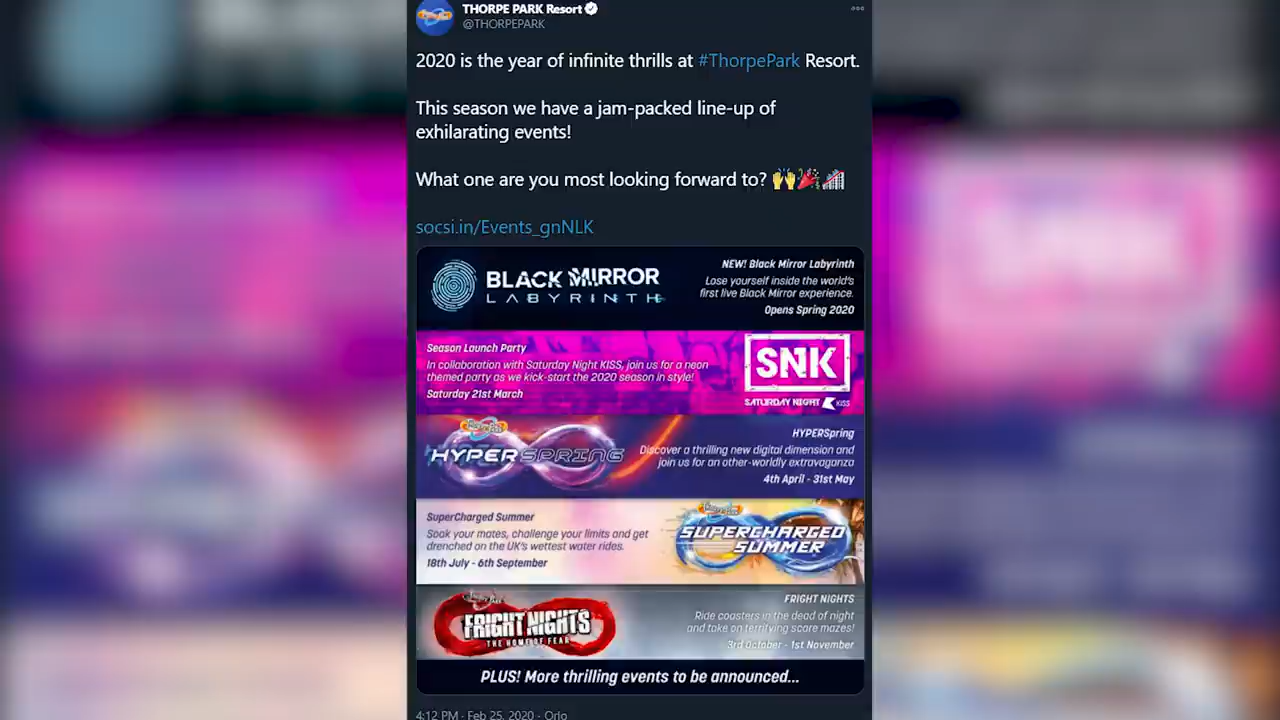 THORPE PARK Resort
@THORPEPARK
2020 is the year of infinite thrills at #ThorpePark Resort.
This season we have a jam-packed line-up of
exhilarating events!
What one are you most looking forward to? 🙌🎉🎢
socsi.in/Events_gnNLK
BLACK MIRROR
LABYRINTH
NEW! Black Mirror Labyrinth
Lose yourself inside the world's
first live Black Mirror experience.
Opens Spring 2020
Season Launch Party
In collaboration with Saturday Night KISS, join us for a neon
themed party as we kick-start the 2020 season in style!
Saturday 21st March
SNK
SATURDAY NIGHT KISS
HYPERSPRING
HYPERSpring
Discover a thrilling new digital dimension and
join us for an other-worldly extravaganza
4th April - 31st May
SuperCharged Summer
Soak your mates, challenge your limits and get
drenched on the UK's wettest water rides.
18th July - 6th September
SUPERCHARGED
SUMMER
FRIGHT NIGHTS
THE HOME OF FEAR
FRIGHT NIGHTS
Ride coasters in the dead of night
and take on terrifying scare mazes!
3rd October - 1st November
PLUS! More thrilling events to be announced...
4:12 PM · Feb 25, 2020 · Orlo